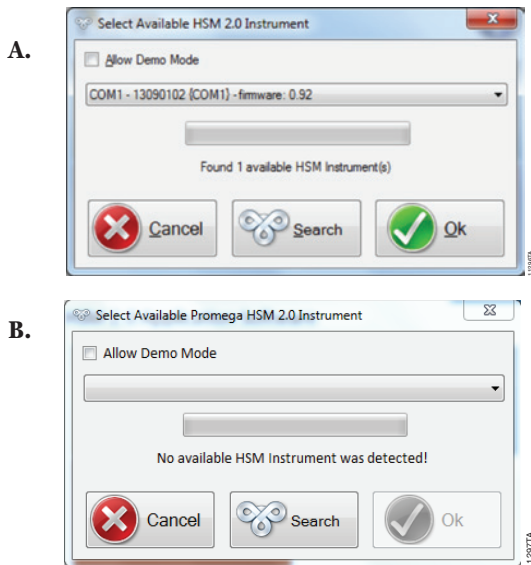 A.
Select Available HSM 2.0 Instrument
Allow Demo Mode
COM1 - 13090102 {COM1} - firmware: 0.92
Found 1 available HSM Instrument(s)
Cancel
Search
Ok
B.
Select Available Promega HSM 2.0 Instrument
Allow Demo Mode
No available HSM Instrument was detected!
Cancel
Search
Ok